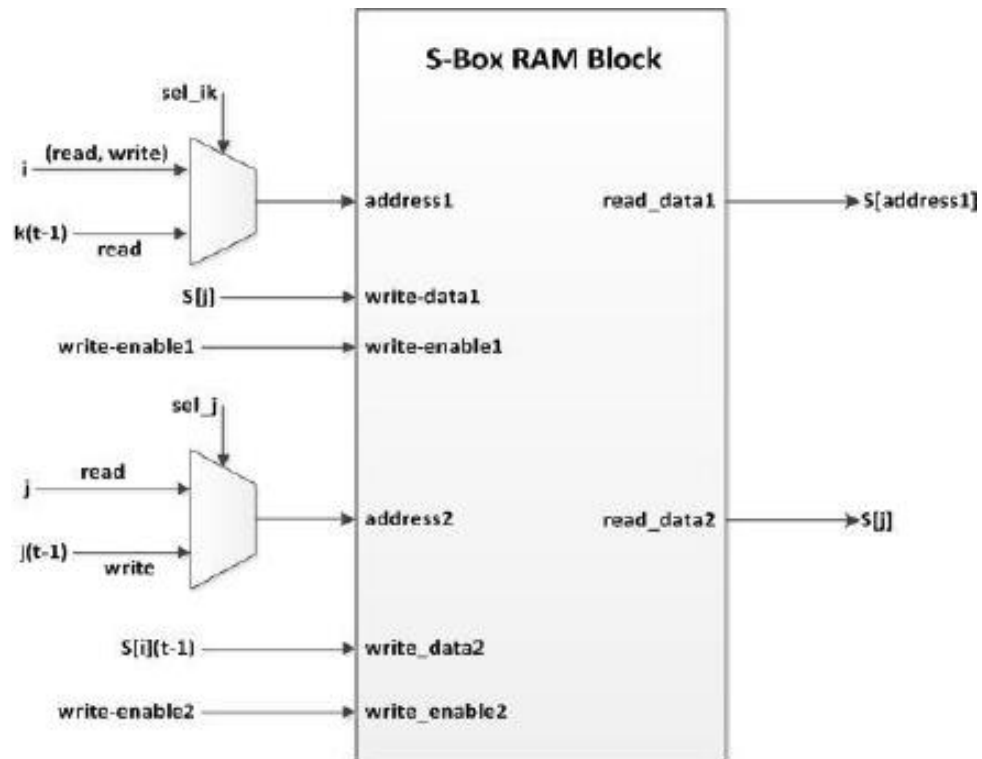 S-Box RAM Block
sel_ik
(read, write)
i
address1
read_data1
S[address1]
k(t-1)
read
S[j]
write-data1
write-enable1
write-enable1
sel_j
read
j
address2
read_data2
S[j]
j(t-1)
write
S[i](t-1)
write_data2
write-enable2
write_enable2